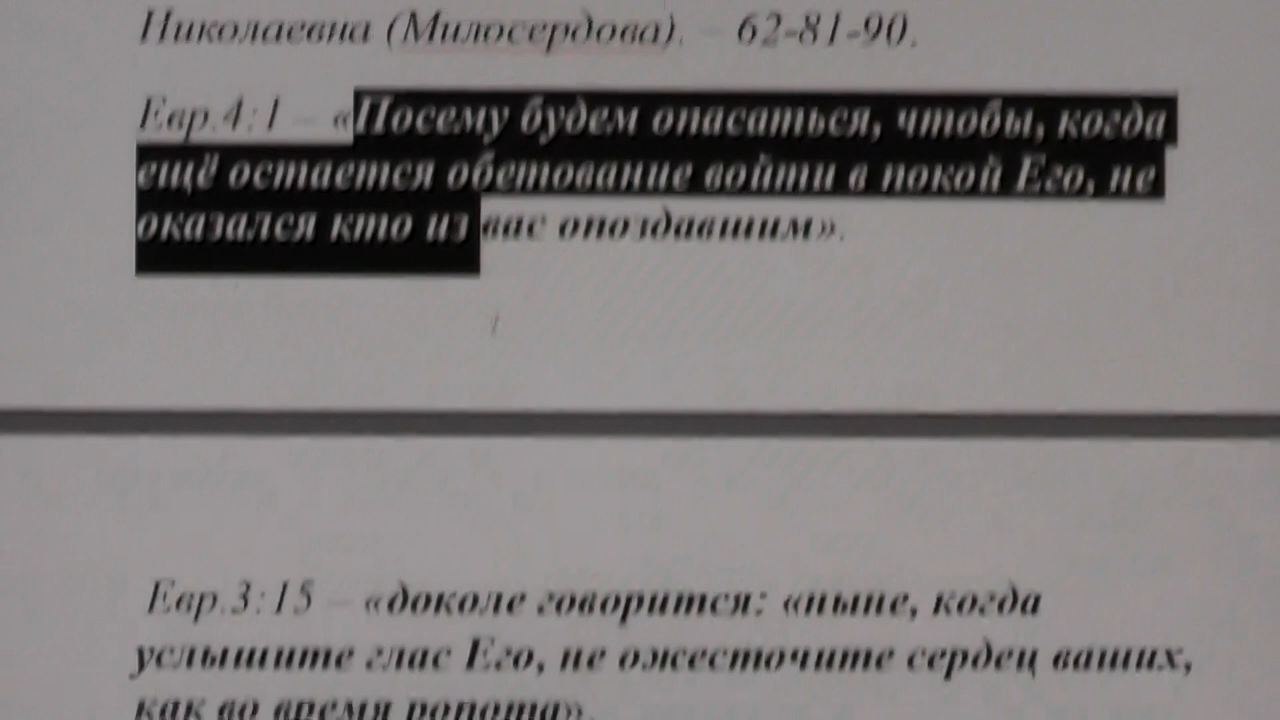 Николаевна (Милосердова). – 62-81-90.
Евр.4:1 – «Посему будем опасаться, чтобы, когда
ещё остается обетование войти в покой Его, не
оказался кто из вас опоздавшим».
Евр.3:15 – «доколе говорится: «ныне, когда
услышите глас Его, не ожесточите сердец ваших,
как во время ропота».